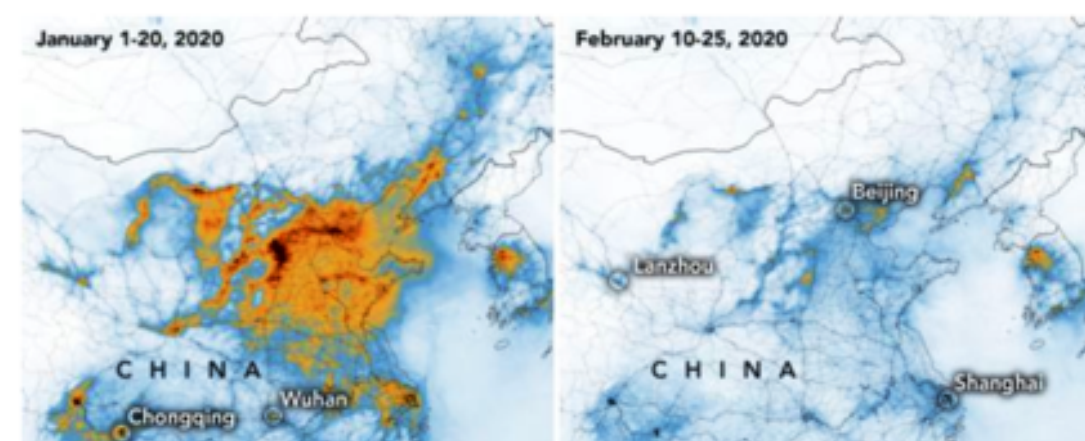 January 1-20, 2020
CHINA
Wuhan
Chongqing
February 10-25, 2020
Beijing
Lanzhou
CHINA
Shanghai